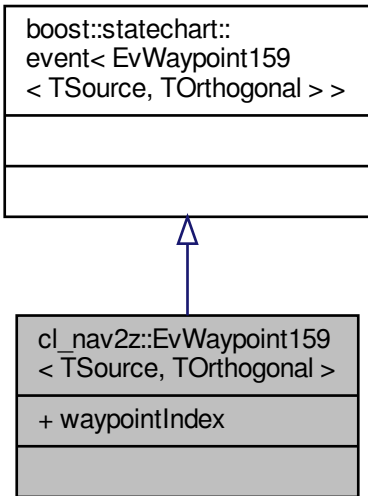 boost::statechart::
event< EvWaypoint159
< TSource, TOrthogonal > >
cl_nav2z::EvWaypoint159
< TSource, TOrthogonal >
+ waypointIndex